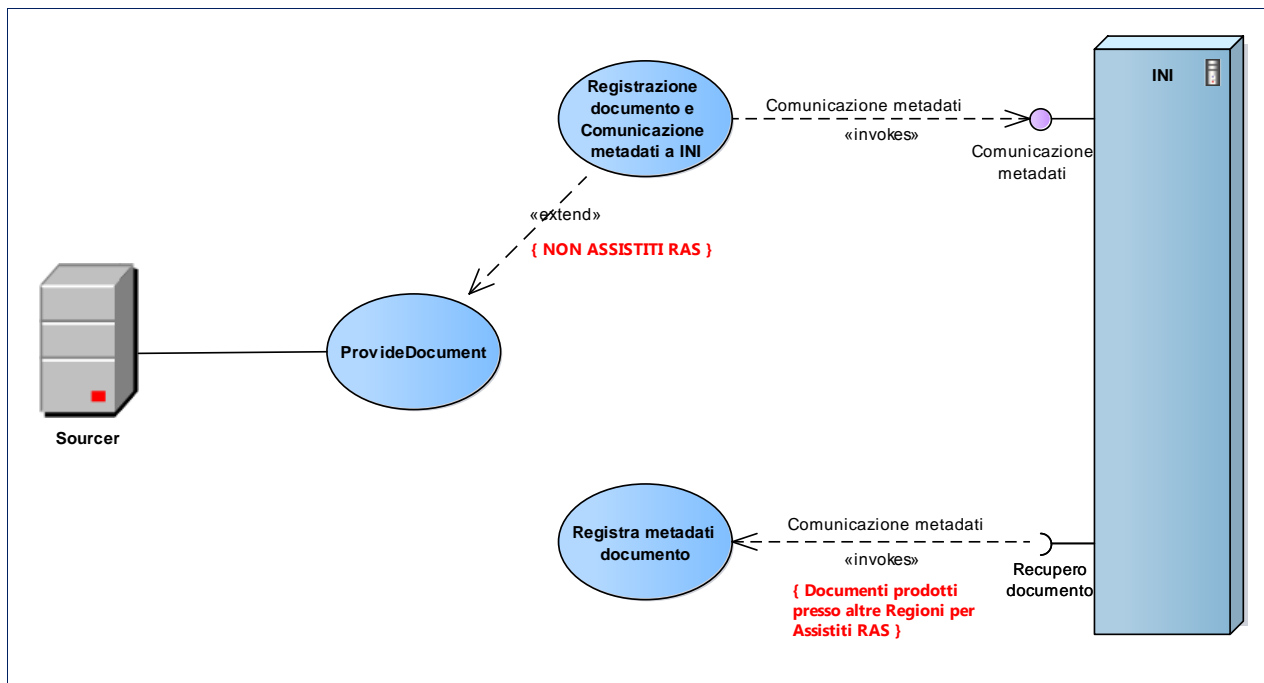 INI
Registrazione
documento e
Comunicazione
metadati a INI
Comunicazione metadati
«invokes»
Comunicazione
metadati
«extend»
{ NON ASSISTITI RAS }
ProvideDocument
Sourcer
Registra metadati
documento
Comunicazione metadati
«invokes»
{ Documenti prodotti
presso altre Regioni per
Assistiti RAS }
Recupero
documento